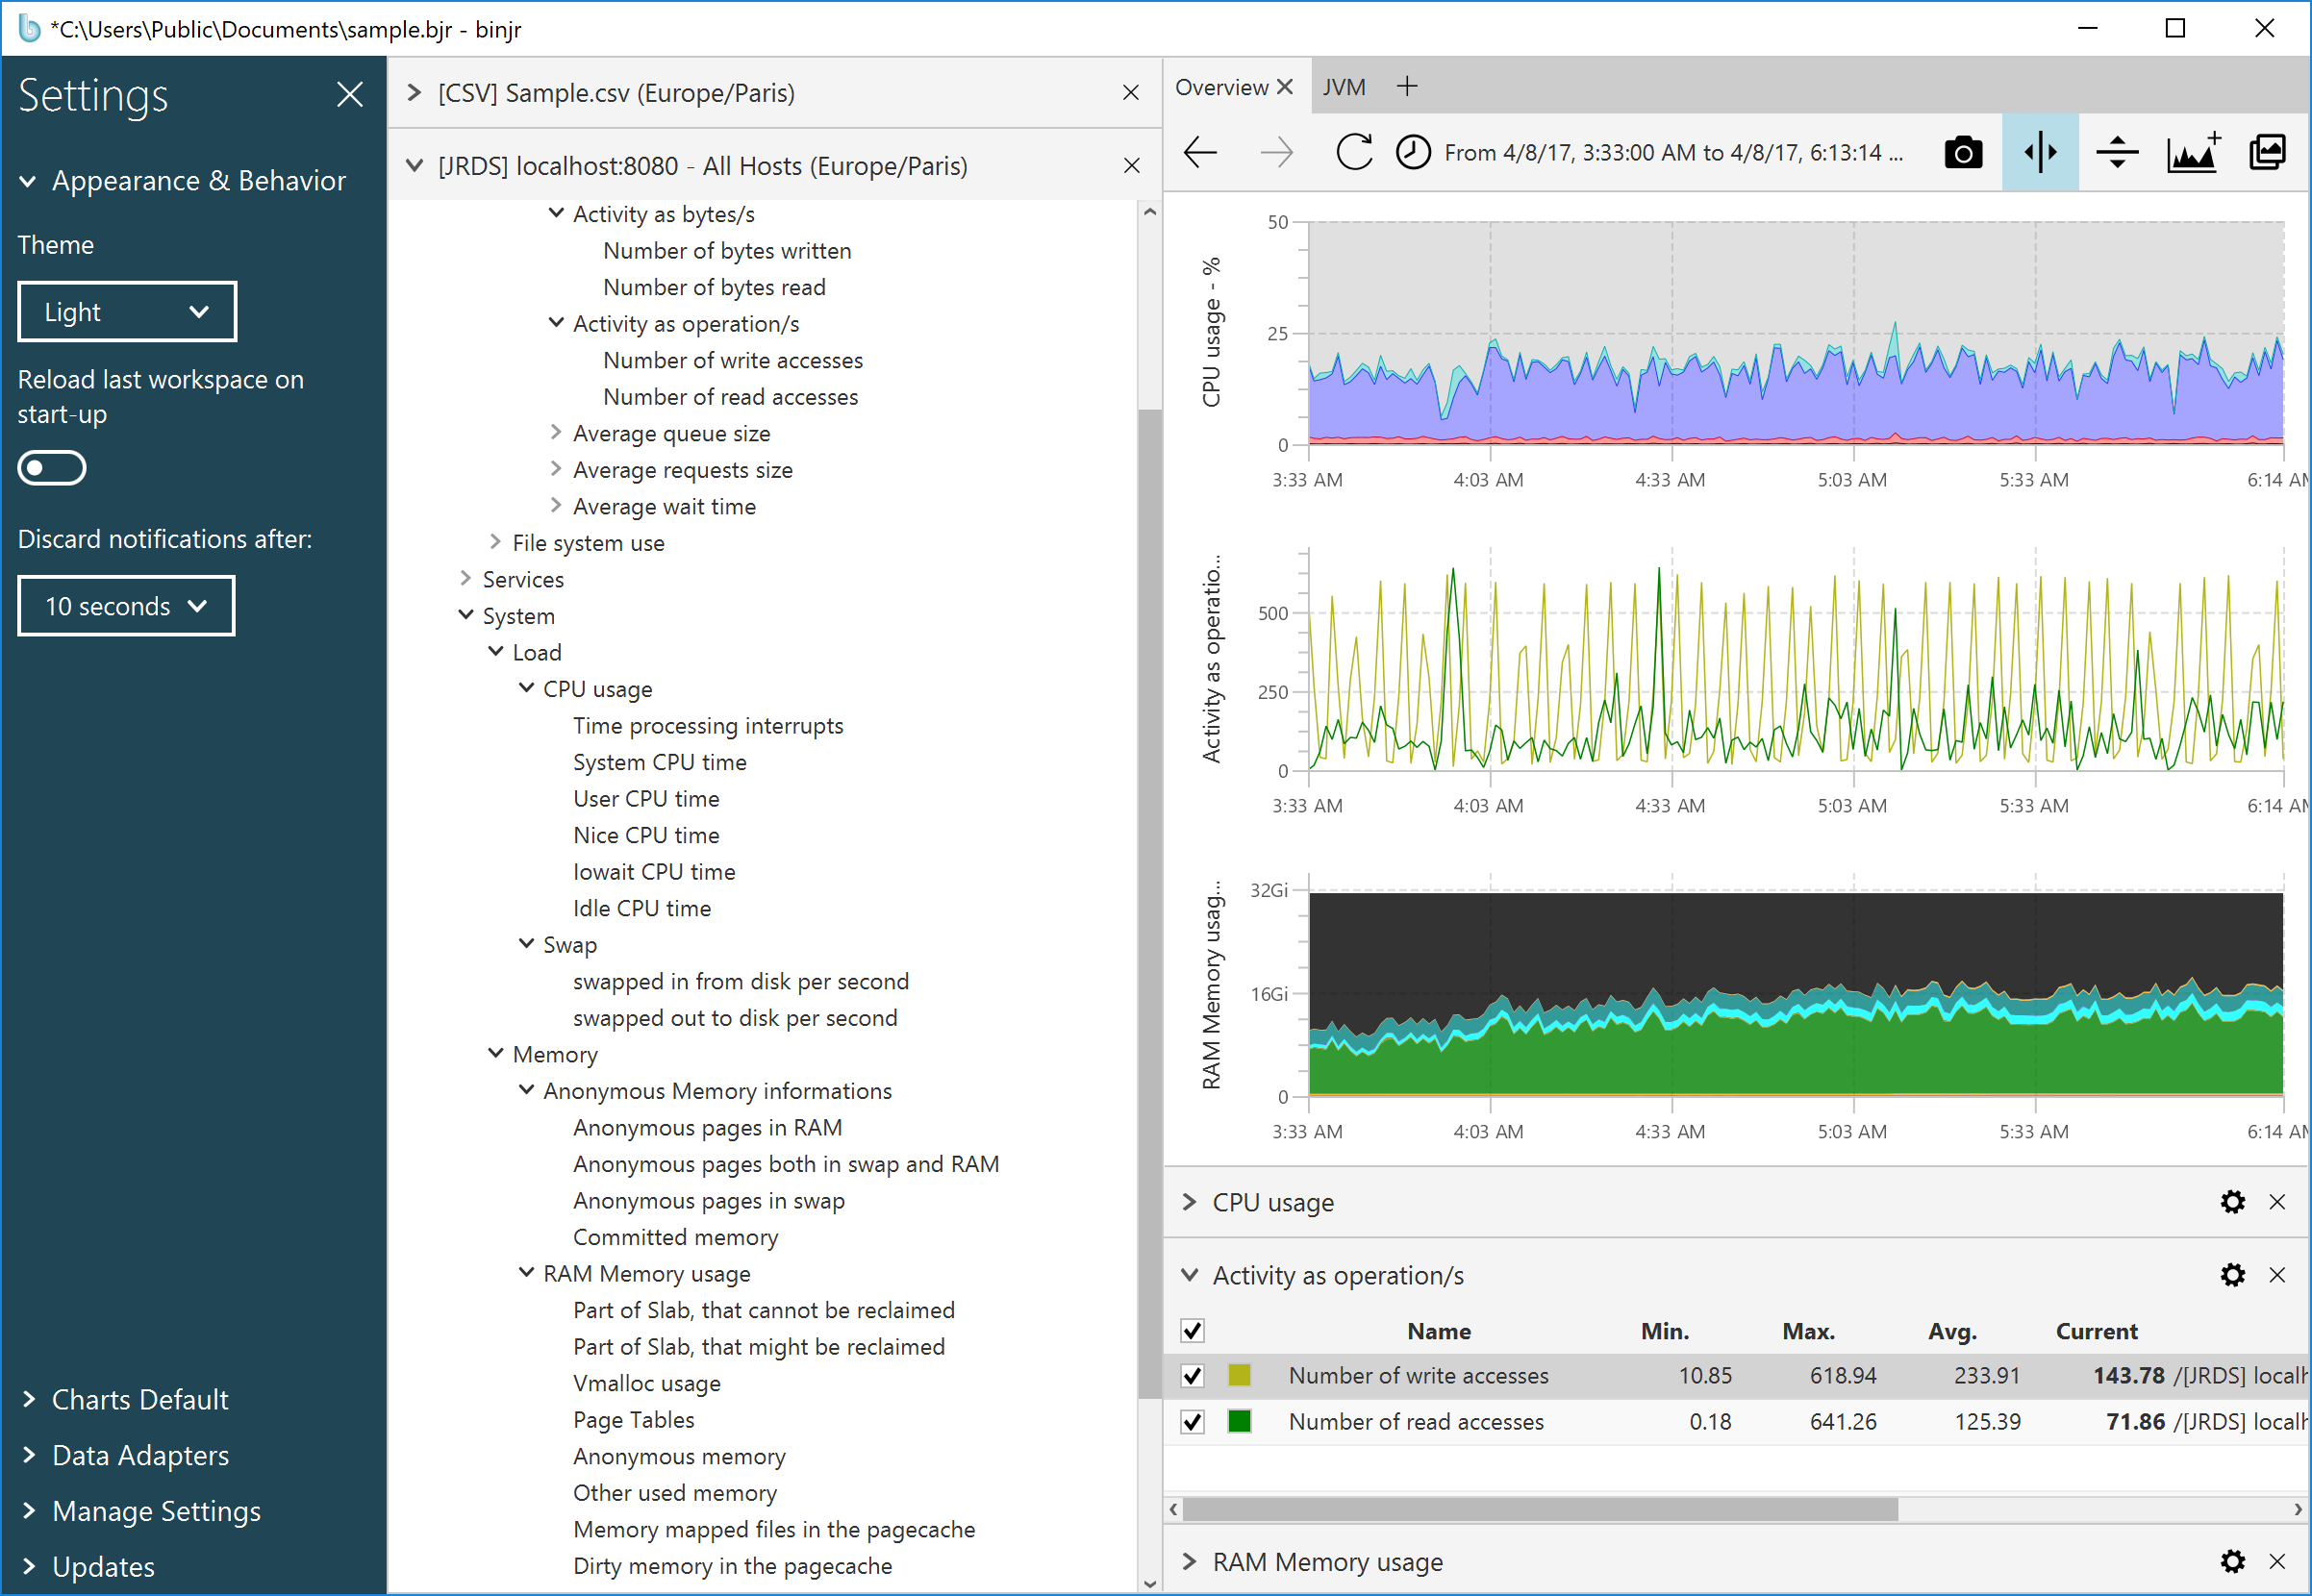 *C:\Users\Public\Documents\sample.bjr - binjr
Settings
Appearance & Behavior
Theme
Light
Reload last workspace on
start-up
Discard notifications after:
10 seconds
Charts Default
Data Adapters
Manage Settings
Updates
[CSV] Sample.csv (Europe/Paris)
[JRDS] localhost:8080 - All Hosts (Europe/Paris)
Activity as bytes/s
Number of bytes written
Number of bytes read
Activity as operation/s
Number of write accesses
Number of read accesses
Average queue size
Average requests size
Average wait time
File system use
Services
System
Load
CPU usage
Time processing interrupts
System CPU time
User CPU time
Nice CPU time
Iowait CPU time
Idle CPU time
Swap
swapped in from disk per second
swapped out to disk per second
Memory
Anonymous Memory informations
Anonymous pages in RAM
Anonymous pages both in swap and RAM
Anonymous pages in swap
Committed memory
RAM Memory usage
Part of Slab, that cannot be reclaimed
Part of Slab, that might be reclaimed
Vmalloc usage
Page Tables
Anonymous memory
Other used memory
Memory mapped files in the pagecache
Dirty memory in the pagecache
Overview JVM
From 4/8/17, 3:33:00 AM to 4/8/17, 6:13:14 ...
CPU usage - %
50
25
0
3:33 AM 4:03 AM 4:33 AM 5:03 AM 5:33 AM 6:14 AM
Activity as operatio...
500
250
0
3:33 AM 4:03 AM 4:33 AM 5:03 AM 5:33 AM 6:14 AM
RAM Memory usag...
32Gi
16Gi
0
3:33 AM 4:03 AM 4:33 AM 5:03 AM 5:33 AM 6:14 AM
CPU usage
Activity as operation/s
Name Min. Max. Avg. Current
Number of write accesses 10.85 618.94 233.91 143.78 /[JRDS] localh
Number of read accesses 0.18 641.26 125.39 71.86 /[JRDS] localh
RAM Memory usage